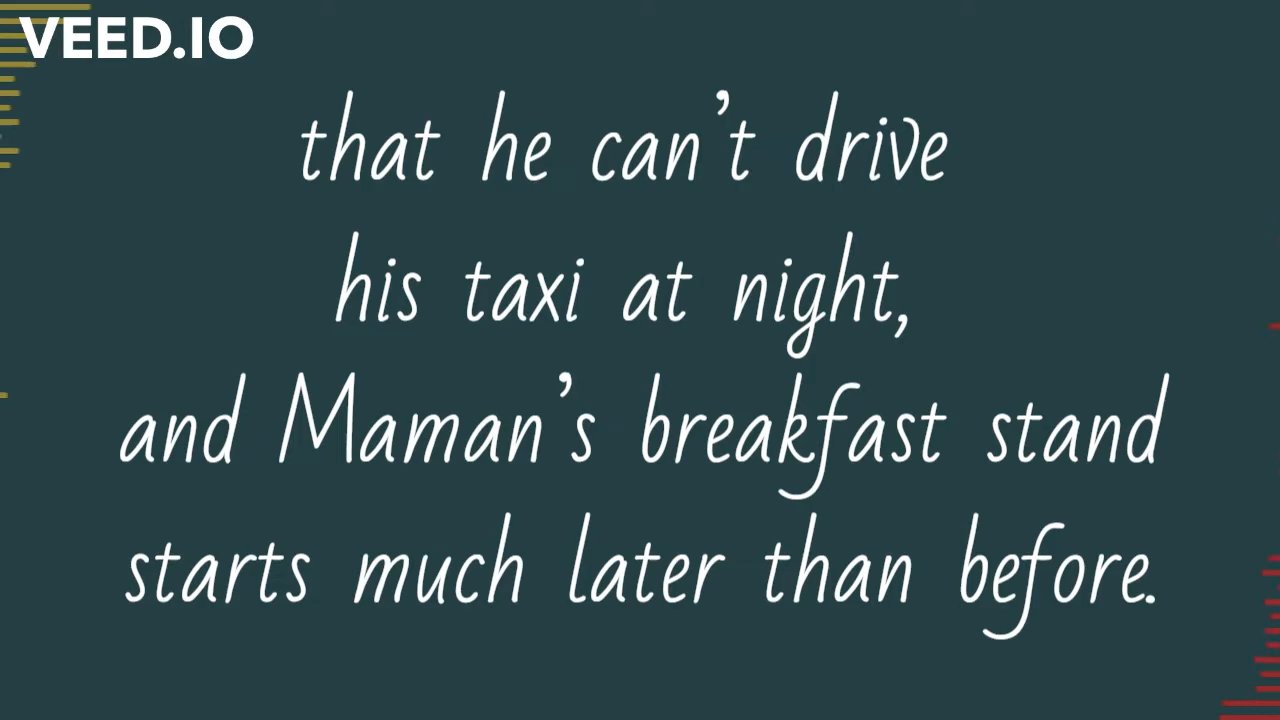 VEED.IO
that he can’t drive
his taxi at night,
and Maman’s breakfast stand
starts much later than before.